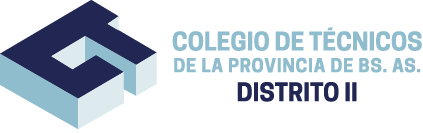 COLEGIO DE TÉCNICOS
DE LA PROVINCIA DE BS. AS.
DISTRITO II